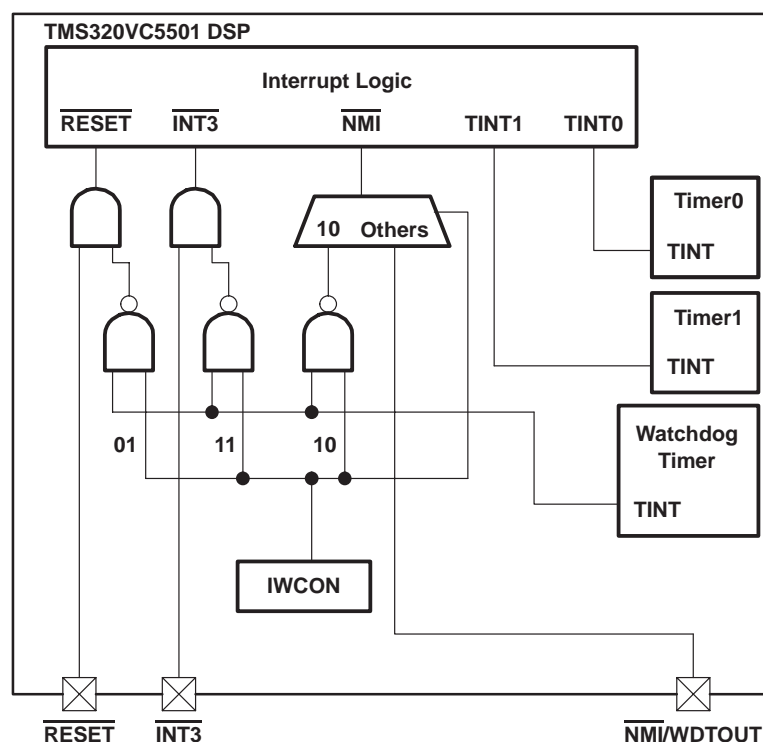 TMS320VC5501 DSP
Interrupt Logic
RESET INT3 NMI TINT1 TINT0
10 Others
Timer0
TINT
Timer1
TINT
01 11 10
Watchdog
Timer
TINT
IWCON
RESET INT3 NMI/WDTOUT